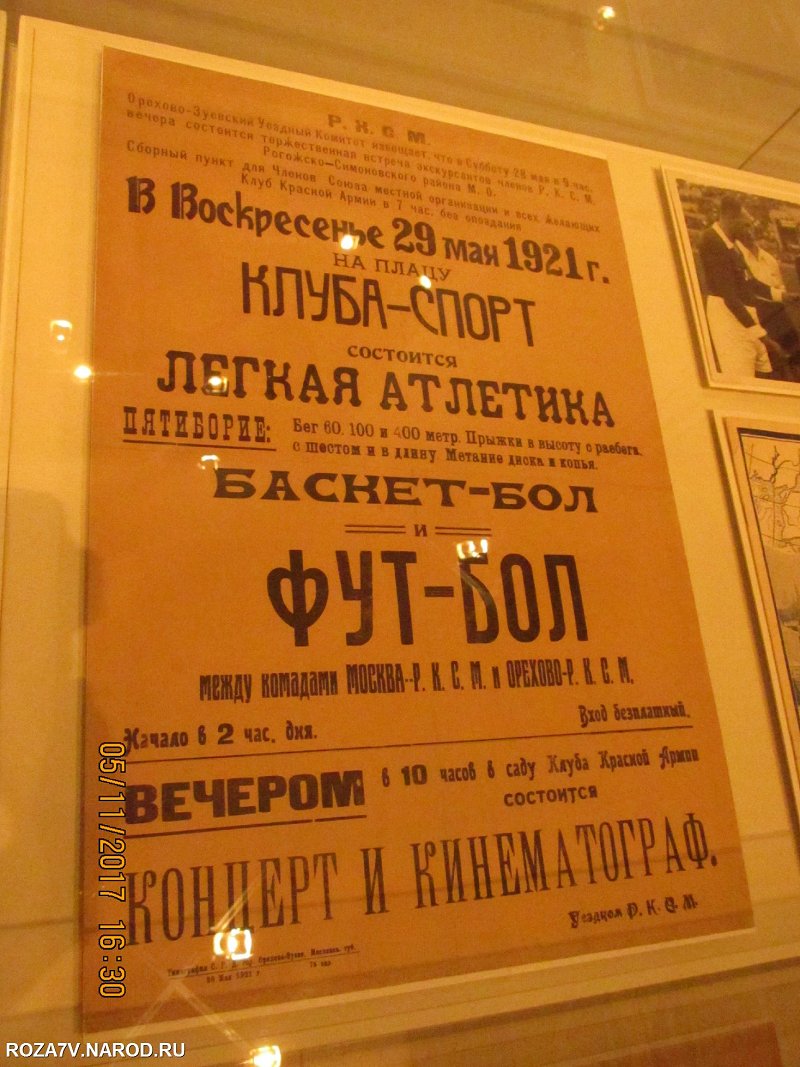 Р. К. С. М.
Орехово-Зуевский Уездный Комитет извещает, что в Субботу 28 мая в 9 час.
вечера состоится торжественная встреча экскурсантов членов Р. К. С. М.
Рогожско-Симоновского района М. О.
Сборный пункт для Членов Союза местной организации и всех желающих
Клуб Красной Армии в 7 час. без опоздания
В Воскресенье 29 мая 1921 г.
НА ПЛАЦУ
КЛУБА-СПОРТ
СОСТОИТСЯ
ЛЕГКАЯ АТЛЕТИКА
ПЯТИБОРИЕ: Бег 60, 100 и 400 метр. Прыжки в высоту с разбега,
с шестом и в длину. Метание диска и копья.
БАСКЕТ-БОЛ
И
ФУТ-БОЛ
между комадами МОСКВА--Р. К. С. М. и ОРЕХОВО-Р. К. С. М.
Начало в 2 час. дня. Вход безплатный.
ВЕЧЕРОМ в 10 часов в саду Клуба Красной Армии
СОСТОИТСЯ
КОНЦЕРТ И КИНЕМАТОГРАФ.
Уездком Р. К. С. М.
Типография С. Орехово-Зуево,
1921 г.
05/11/2017 16:30
ROZA7V.NAROD.RU